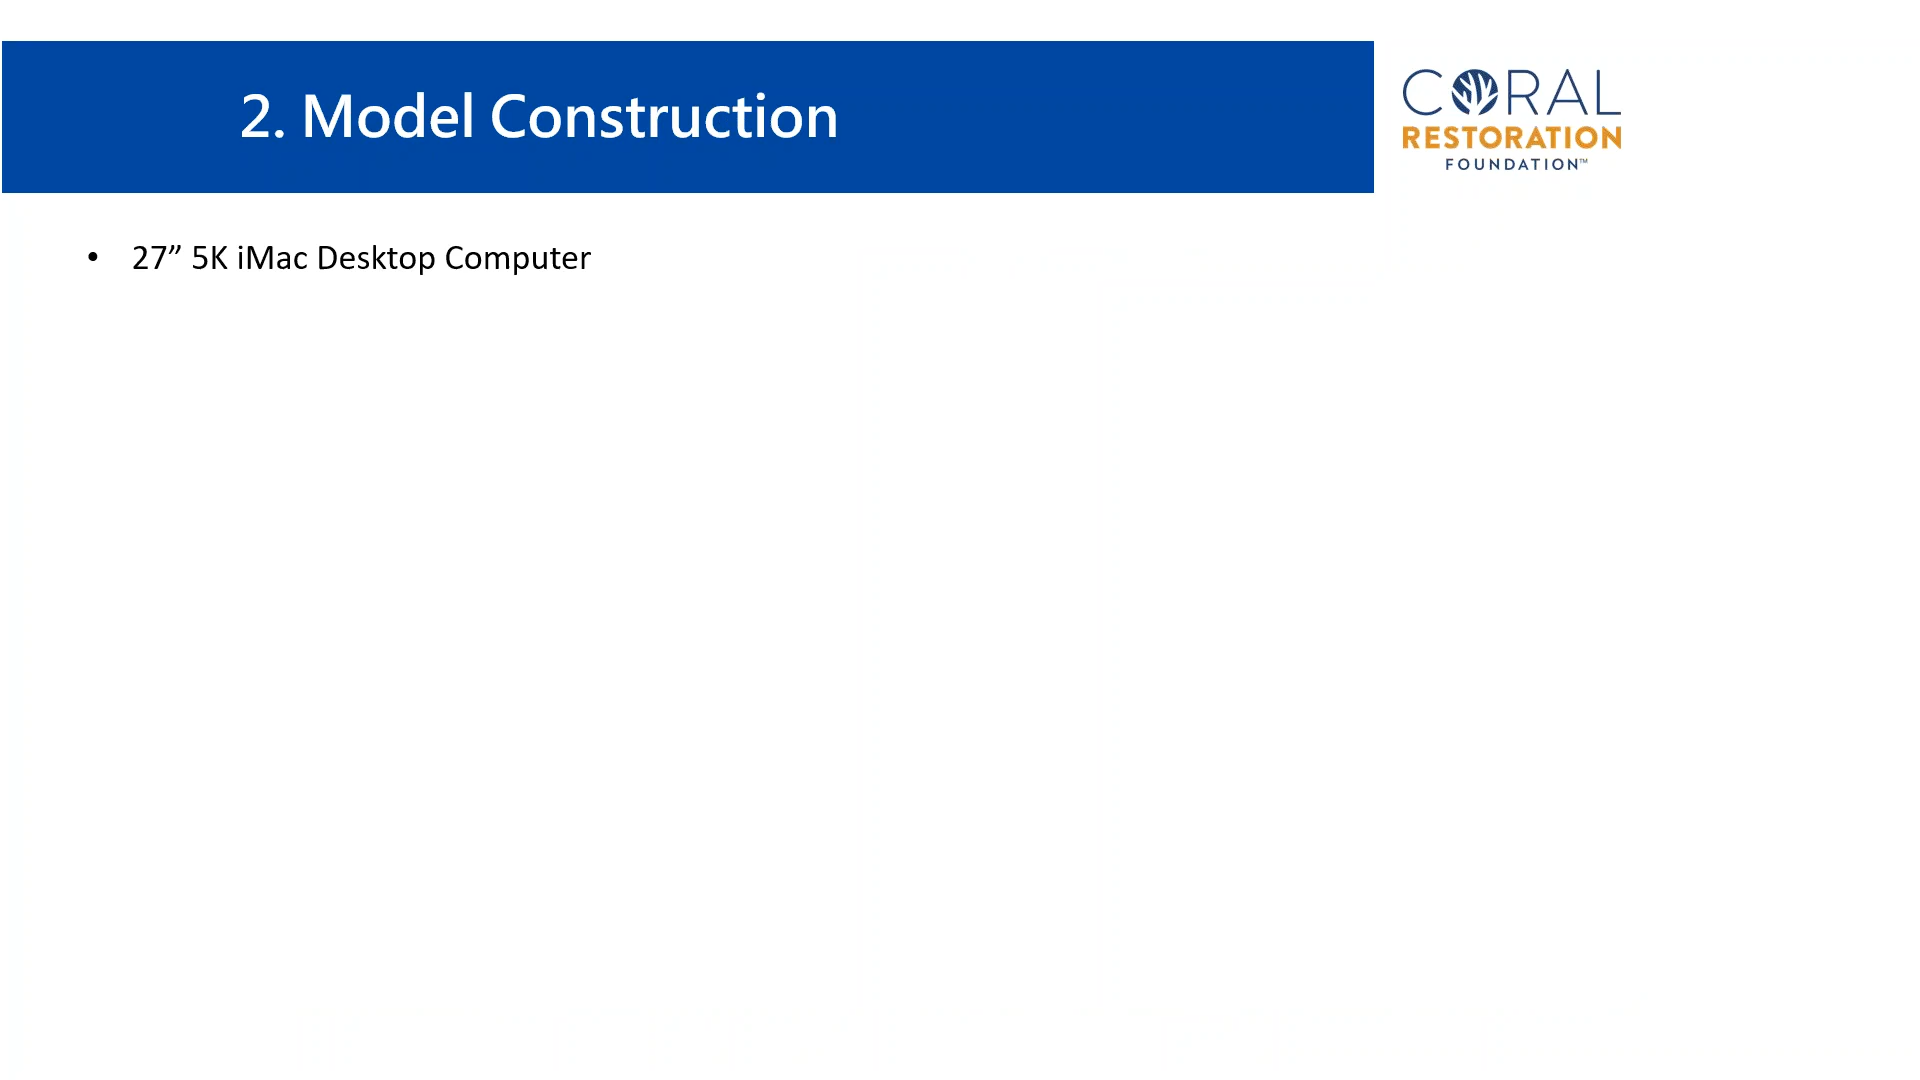 2. Model Construction
CORAL
RESTORATION
FOUNDATION™
• 27” 5K iMac Desktop Computer